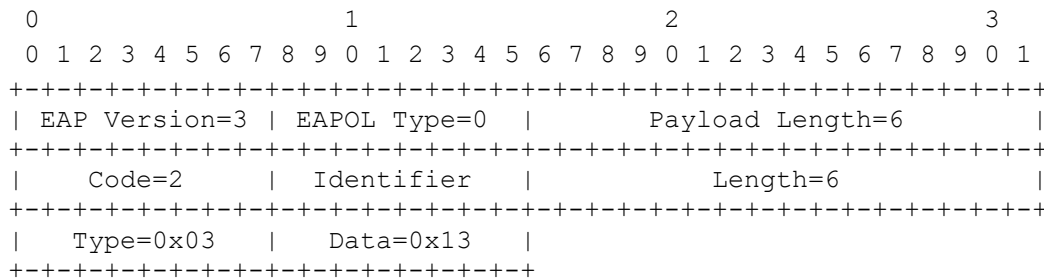 0                   1                   2                   3
 0 1 2 3 4 5 6 7 8 9 0 1 2 3 4 5 6 7 8 9 0 1 2 3 4 5 6 7 8 9 0 1
+-+-+-+-+-+-+-+-+-+-+-+-+-+-+-+-+-+-+-+-+-+-+-+-+-+-+-+-+-+-+-+-+
| EAP Version=3 | EAPOL Type=0  |       Payload Length=6        |
+-+-+-+-+-+-+-+-+-+-+-+-+-+-+-+-+-+-+-+-+-+-+-+-+-+-+-+-+-+-+-+-+
|    Code=2     |  Identifier   |           Length=6            |
+-+-+-+-+-+-+-+-+-+-+-+-+-+-+-+-+-+-+-+-+-+-+-+-+-+-+-+-+-+-+-+-+
|   Type=0x03   |   Data=0x13   |
+-+-+-+-+-+-+-+-+-+-+-+-+-+-+-+-+